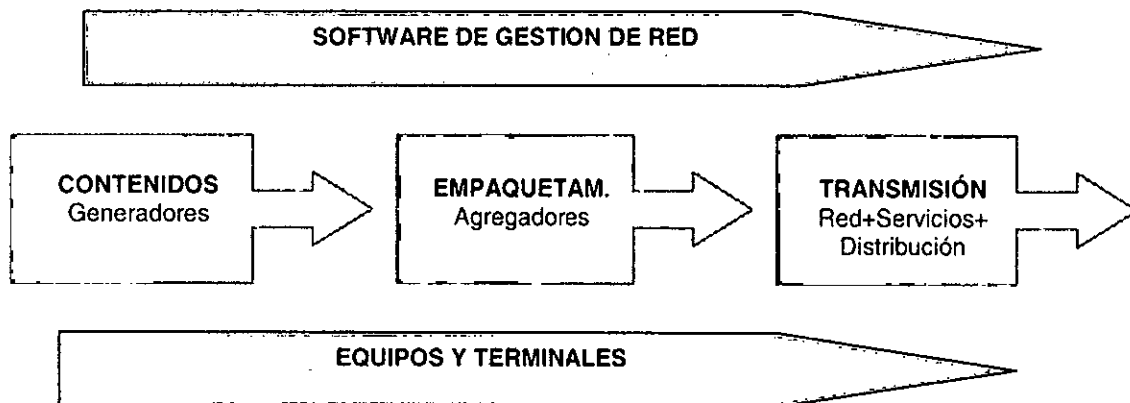 SOFTWARE DE GESTION DE RED
CONTENIDOS
Generadores
EMPAQUETAM.
Agregadores
TRANSMISIÓN
Red+Servicios+
Distribución
EQUIPOS Y TERMINALES